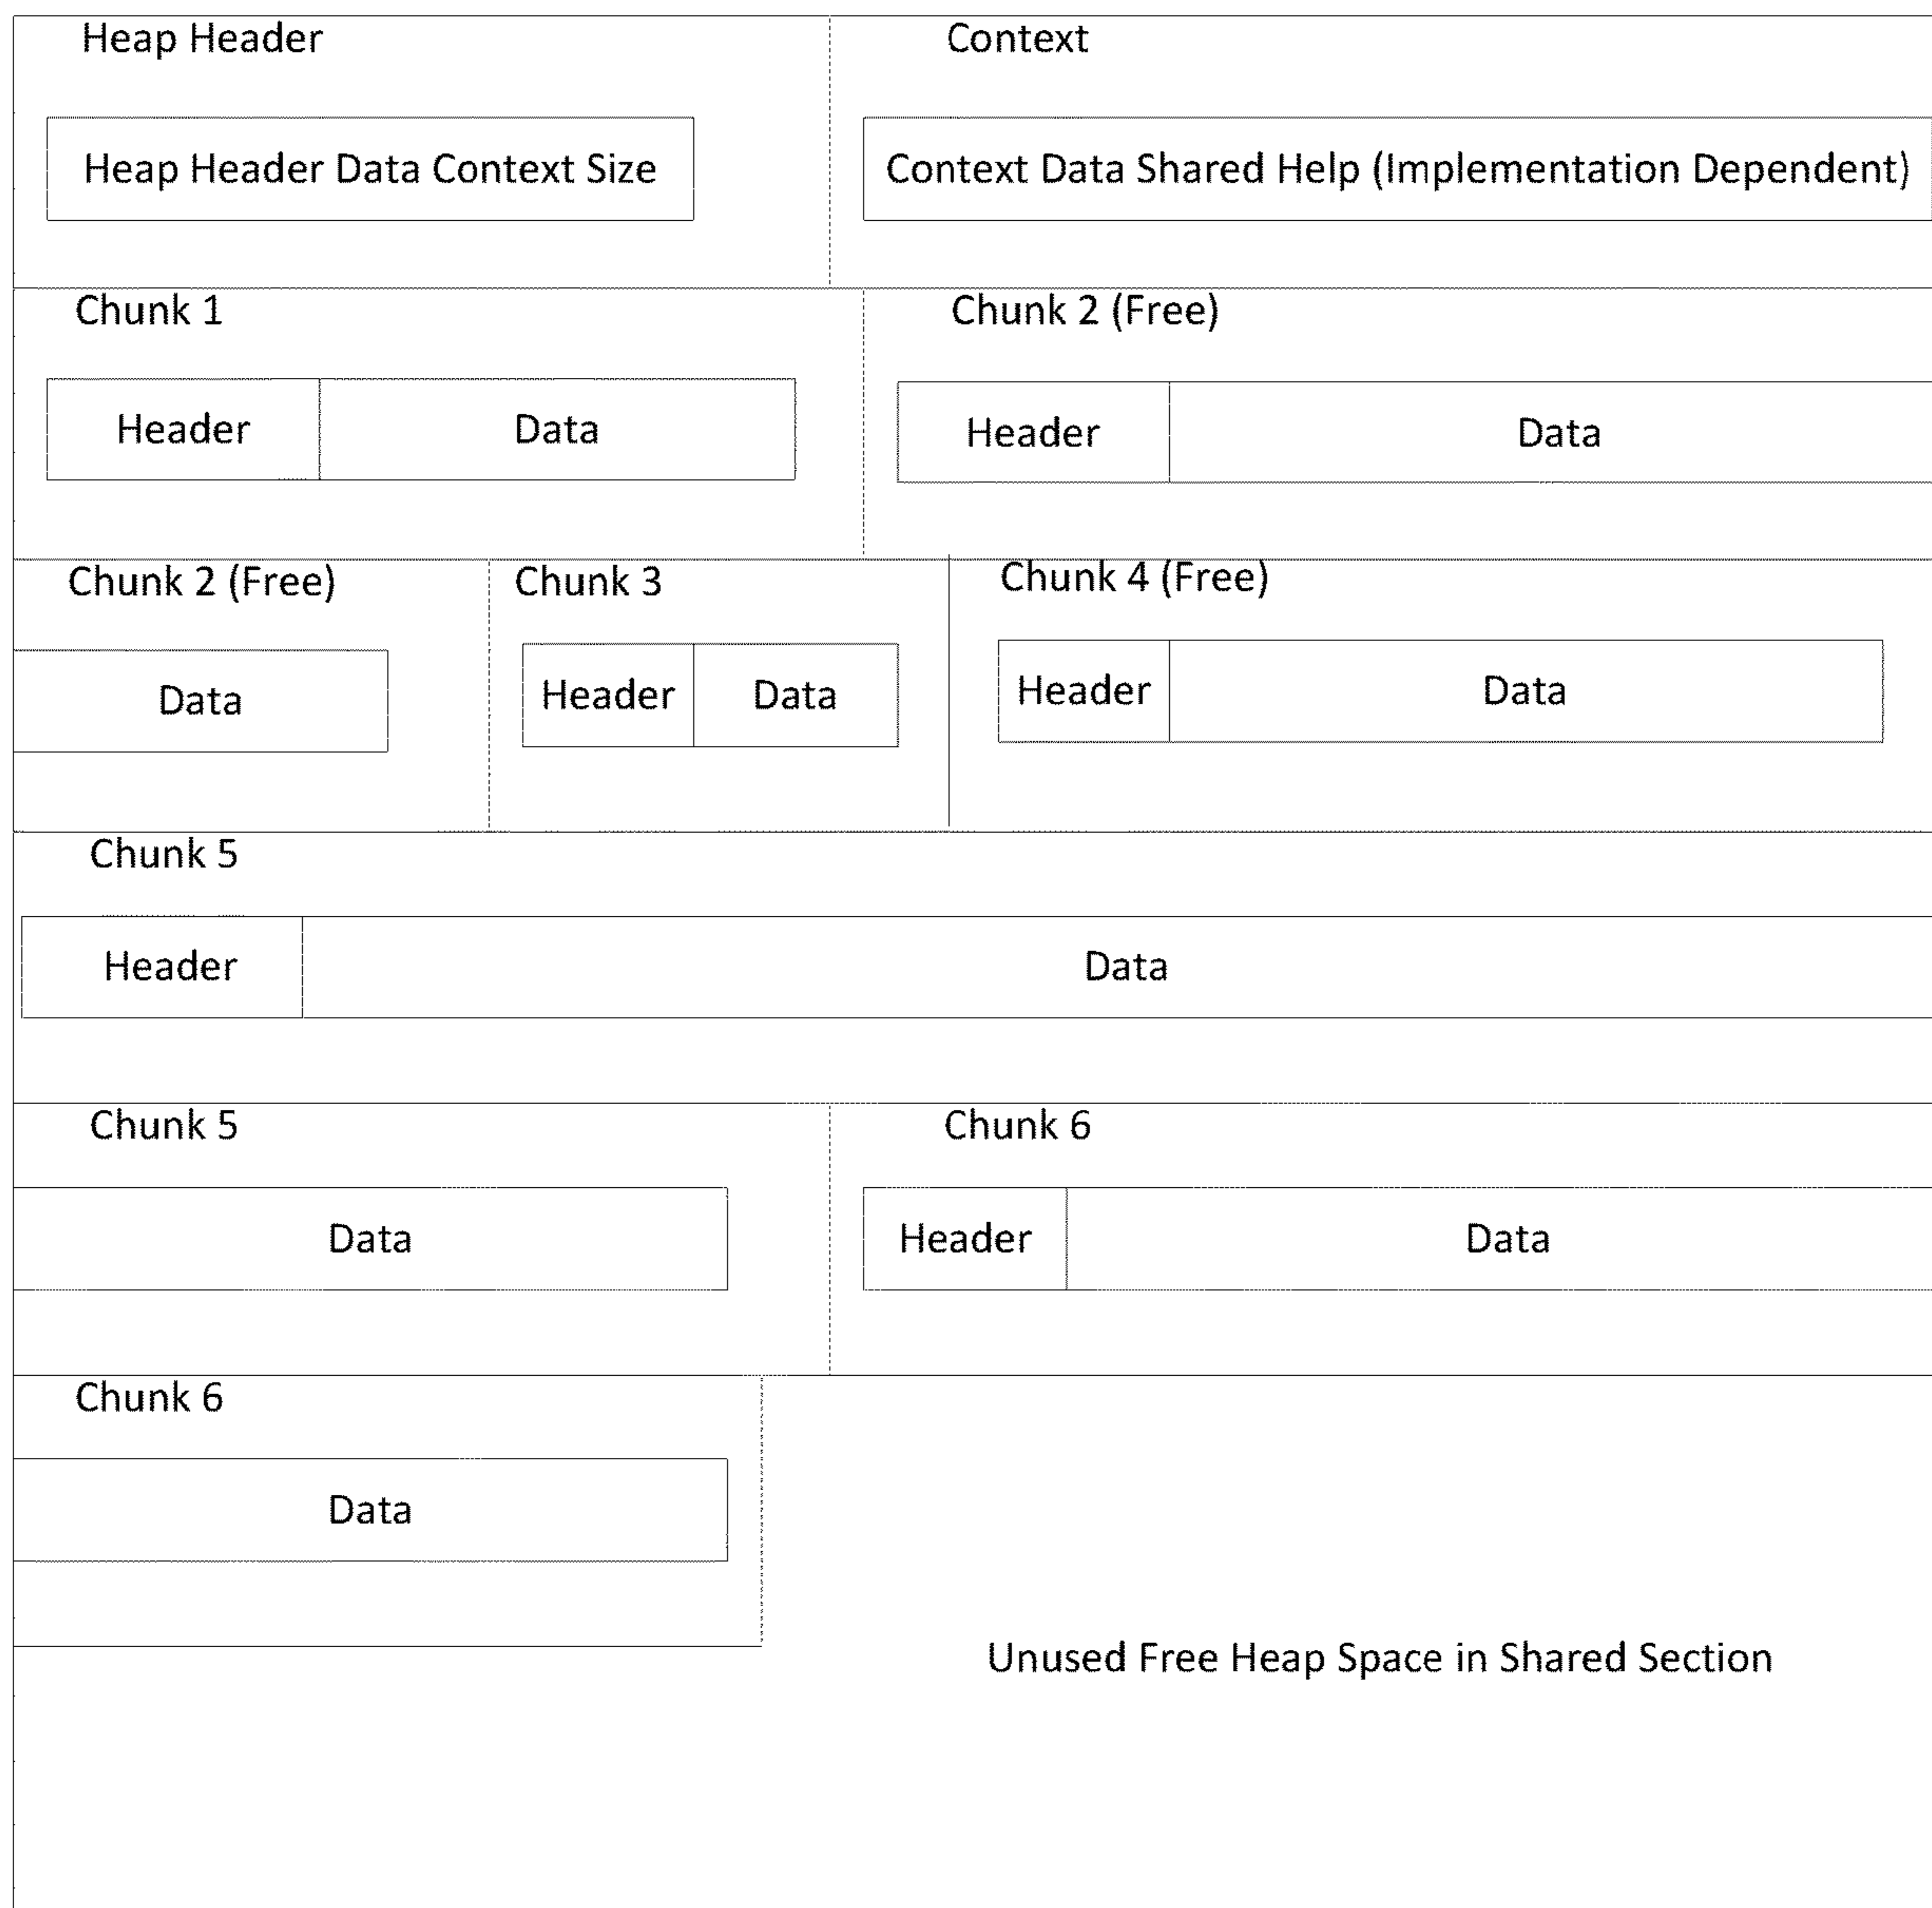 Heap Header
Context
Heap Header Data Context Size
Context Data Shared Help (Implementation Dependent)
Chunk 1
Chunk 2 (Free)
Header
Data
Header
Data
Chunk 2 (Free)
Chunk 3
Chunk 4 (Free)
Data
Header
Data
Header
Data
Chunk 5
Header
Data
Chunk 5
Chunk 6
Data
Header
Data
Chunk 6
Data
Unused Free Heap Space in Shared Section